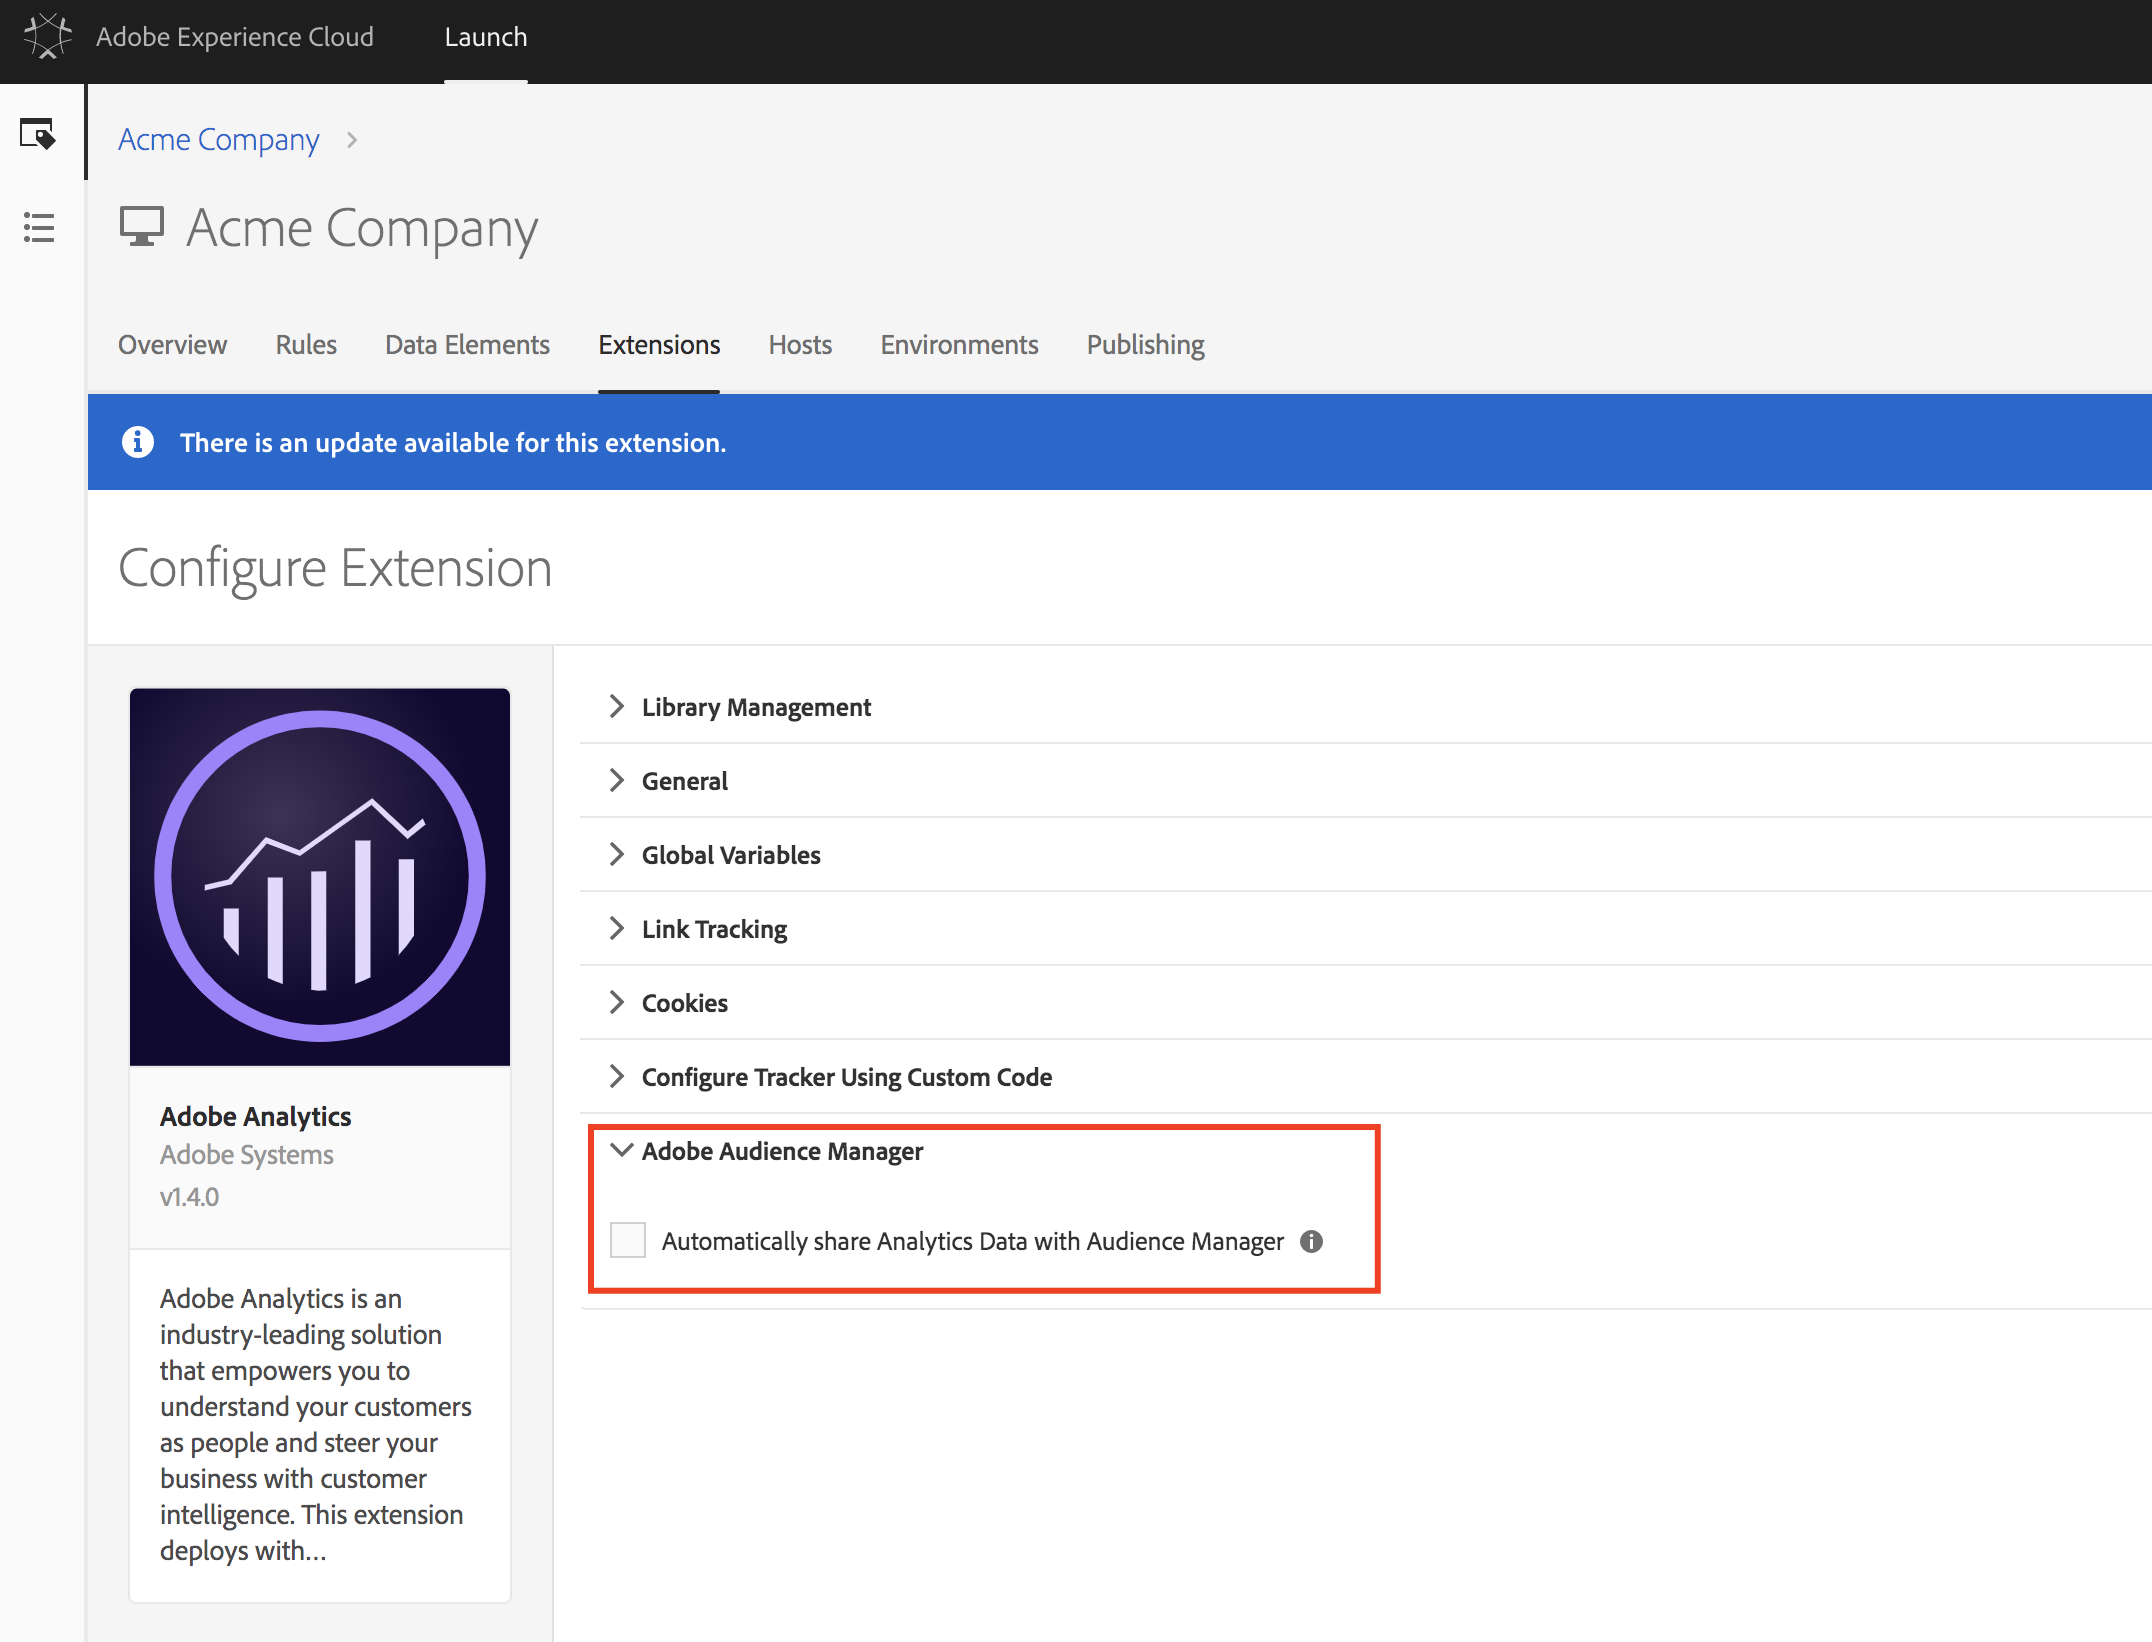 Adobe Experience Cloud
Launch
Acme Company
Acme Company
Overview Rules Data Elements Extensions Hosts Environments Publishing
There is an update available for this extension.
Configure Extension
Adobe Analytics
Adobe Systems
v1.4.0
Adobe Analytics is an
industry-leading solution
that empowers you to
understand your customers
as people and steer your
business with customer
intelligence. This extension
deploys with…
Library Management
General
Global Variables
Link Tracking
Cookies
Configure Tracker Using Custom Code
Adobe Audience Manager
Automatically share Analytics Data with Audience Manager